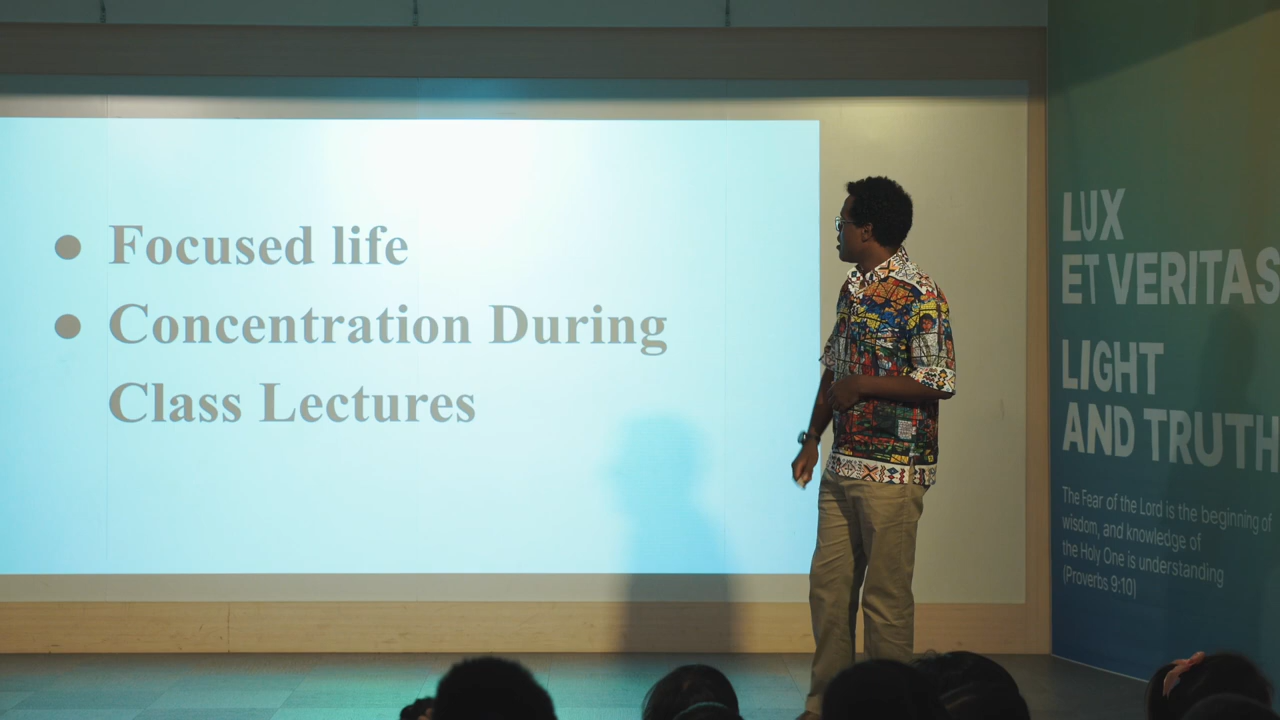 ● Focused life
● Concentration During
Class Lectures
LUX
ET VERITAS
LIGHT
AND TRUTH
The Fear of the Lord is the beginning of
wisdom, and knowledge of
the Holy One is understanding
(Proverbs 9:10)